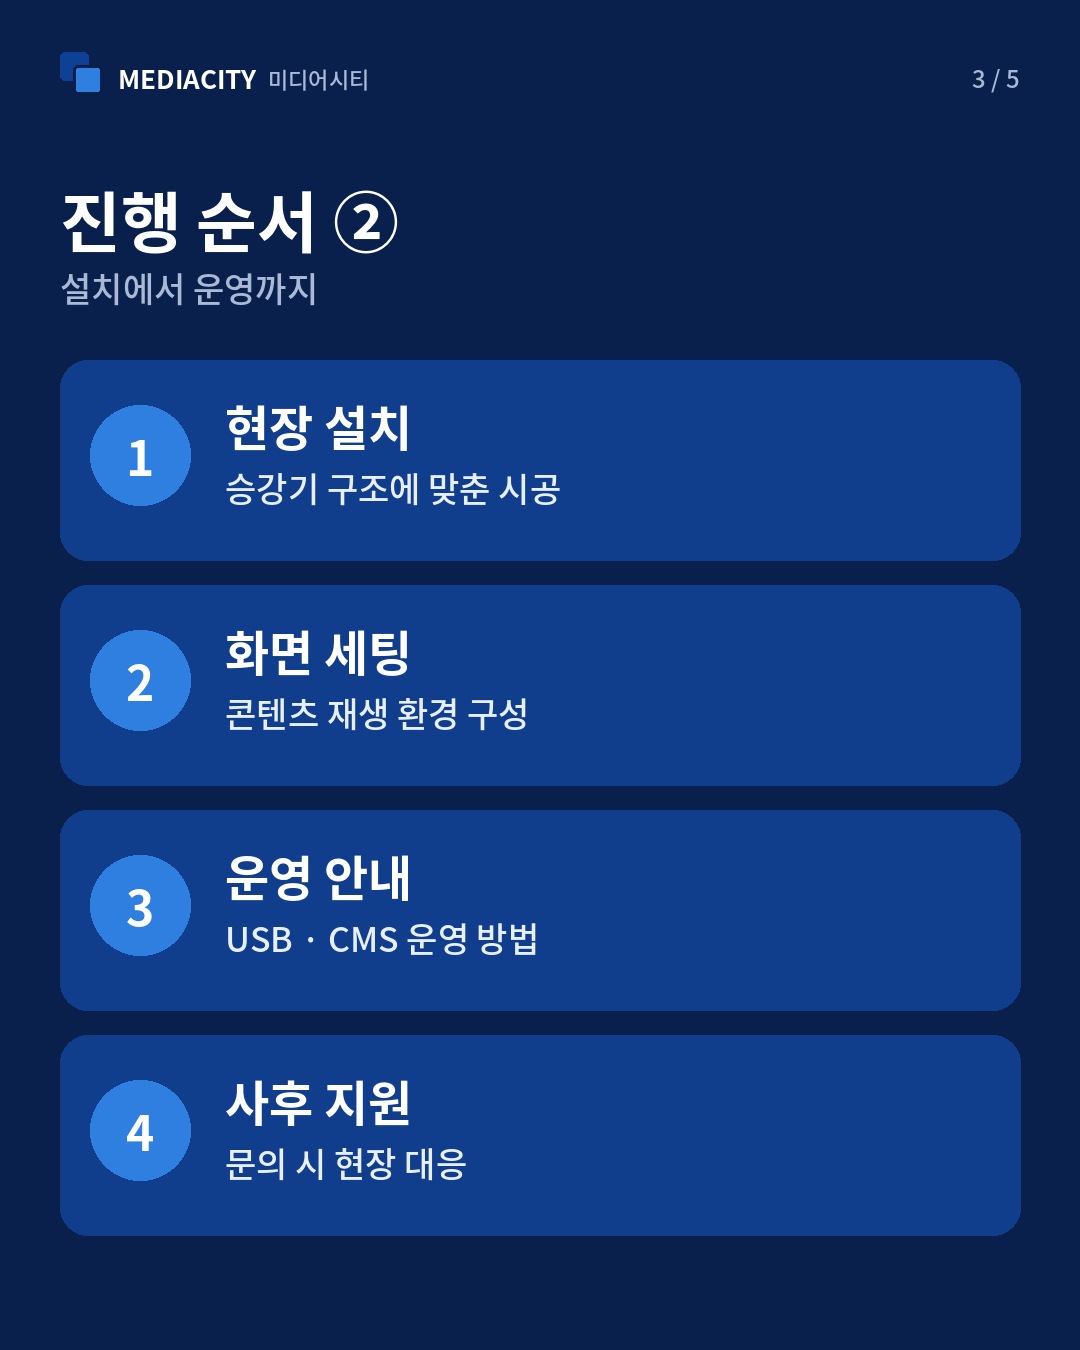 MEDIACITY 미디어시티
3 / 5
진행 순서 ②
설치에서 운영까지
1
현장 설치
승강기 구조에 맞춘 시공
2
화면 세팅
콘텐츠 재생 환경 구성
3
운영 안내
USB · CMS 운영 방법
4
사후 지원
문의 시 현장 대응